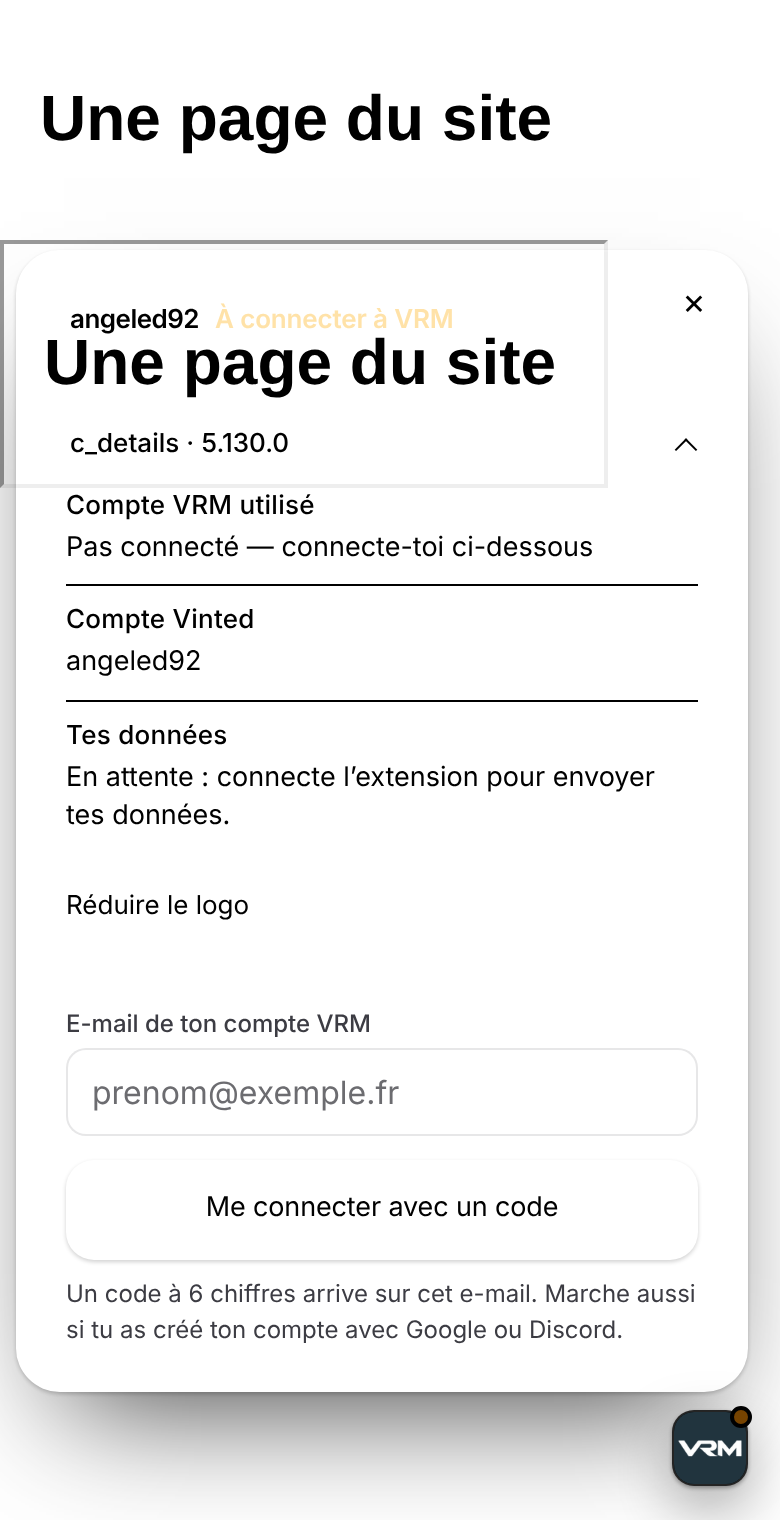 Une page du site
angeled92 À connecter à VRM
✕
Une page du site
c_details · 5.130.0
Compte VRM utilisé
Pas connecté — connecte-toi ci-dessous
Compte Vinted
angeled92
Tes données
En attente : connecte l’extension pour envoyer
tes données.
Réduire le logo
E-mail de ton compte VRM
prenom@exemple.fr
Me connecter avec un code
Un code à 6 chiffres arrive sur cet e-mail. Marche aussi
si tu as créé ton compte avec Google ou Discord.
VRM